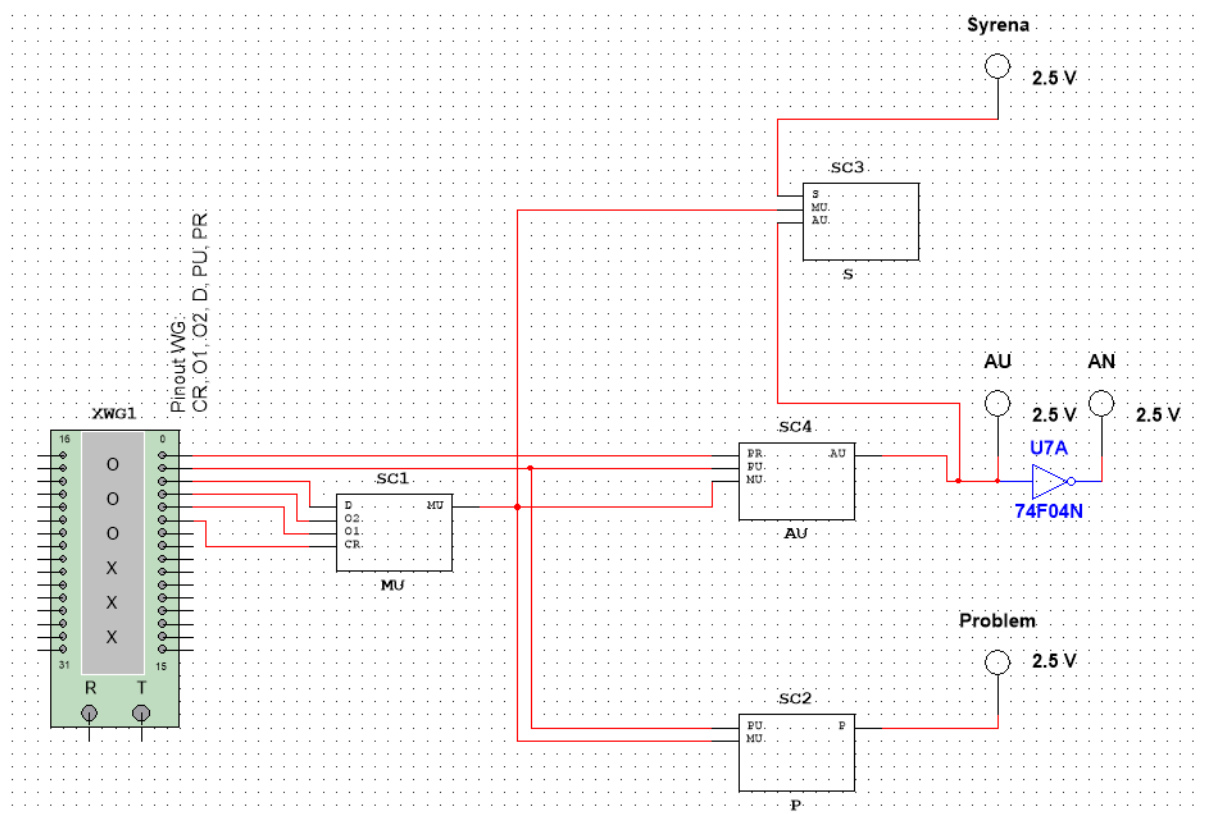 Syrena
2.5 V
SC3
S
MU
AU
S
Pinout WG:
CR, O1, O2, D, PU, PR
XWG1
16
0
O
O
O
X
X
X
31
15
R
T
SC1
D
O2
O1
CR
MU
MU
AU
AN
2.5 V
2.5 V
SC4
PR
PU
MU
AU
AU
U7A
74F04N
Problem
2.5 V
SC2
PU
MU
P
P